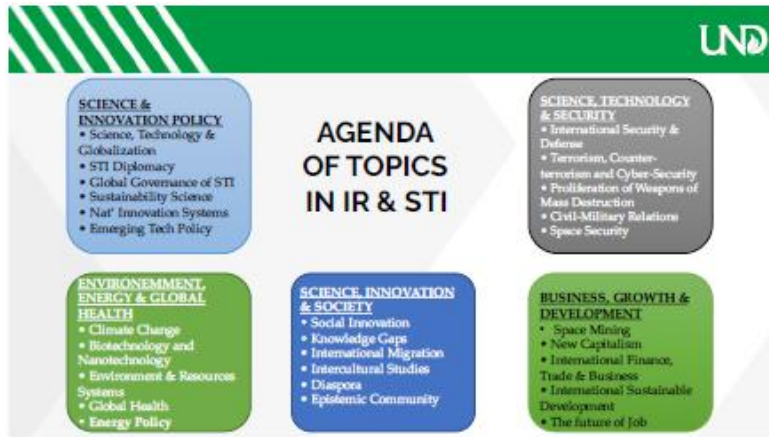 UND
SCIENCE &
INNOVATION POLICY
• Science, Technology &
Globalization
• STI Diplomacy
• Global Governance of STI
• Sustainability Science
• Nat' Innovation Systems
• Emerging Tech Policy
AGENDA
OF TOPICS
IN IR & STI
SCIENCE, TECHNOLOGY
& SECURITY
• International Security &
Defense
• Terrorism, Counter-
terrorism and Cyber-Security
• Proliferation of Weapons of
Mass Destruction
• Civil-Military Relations
• Space Security
ENVIRONEMMENT,
ENERGY & GLOBAL
HEALTH
• Climate Change
• Biotechnology and
Nanotechnology
• Environment & Resources
Systems
• Global Health
• Energy Policy
SCIENCE, INNOVATION
& SOCIETY
• Social Innovation
• Knowledge Gaps
• International Migration
• Intercultural Studies
• Diaspora
• Epistemic Community
BUSINESS, GROWTH &
DEVELOPMENT
• Space Mining
• New Capitalism
• International Finance,
Trade & Business
• International Sustainable
Development
• The future of Job